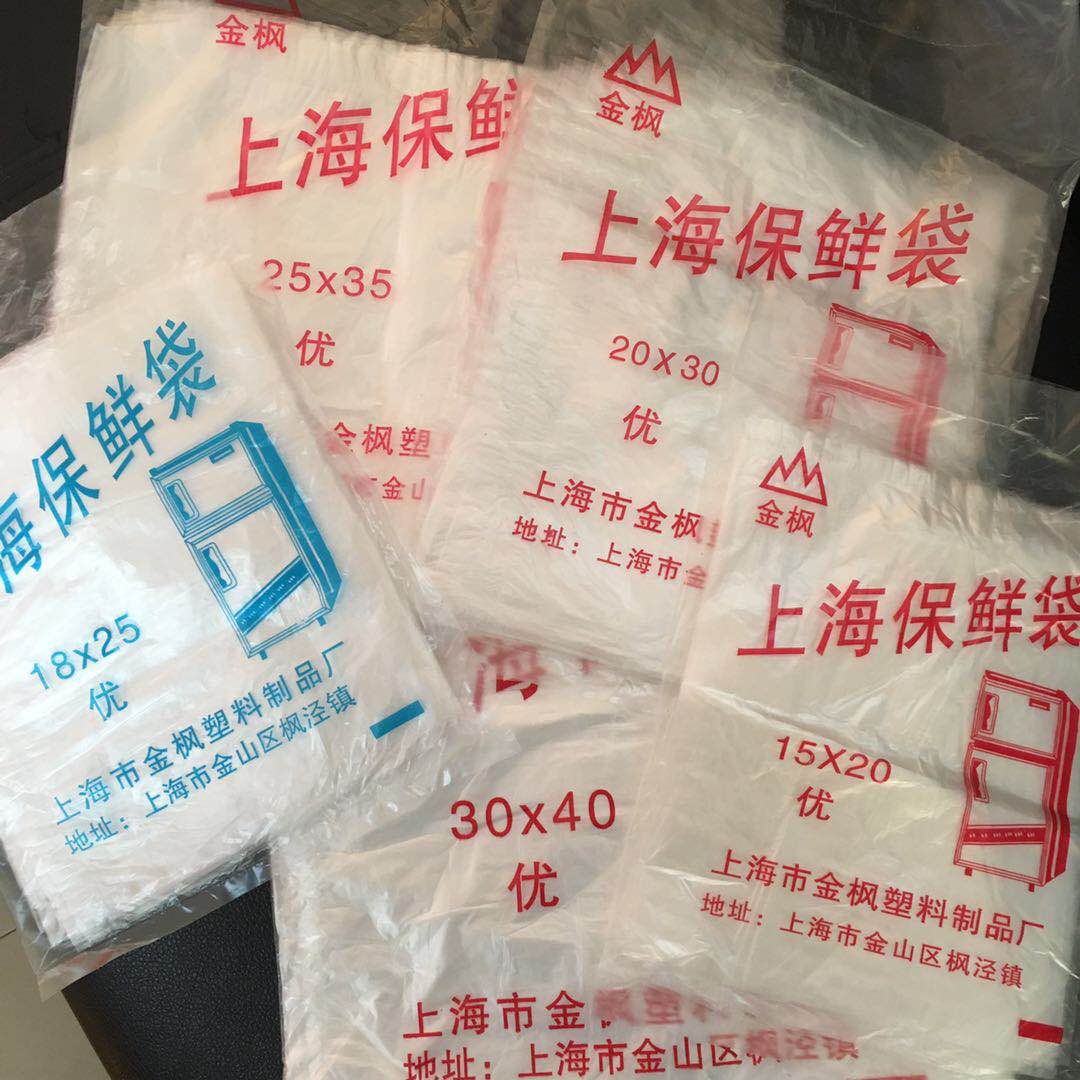 金枫
上海保鲜
25x35
优
金枫塑
金山
金枫
上海保鲜袋
20X30
优
上海市金枫
地址：上海市金
海保鲜袋
18x25
优
上海市金枫塑料制品厂
地址：上海市金山区枫泾镇
金枫
上海保鲜袋
15X20
优
上海市金枫塑料制品厂
地址：上海市金山区枫泾镇
海
30x40
优
上海市金枫塑料制
地址：上海市金山区枫泾镇